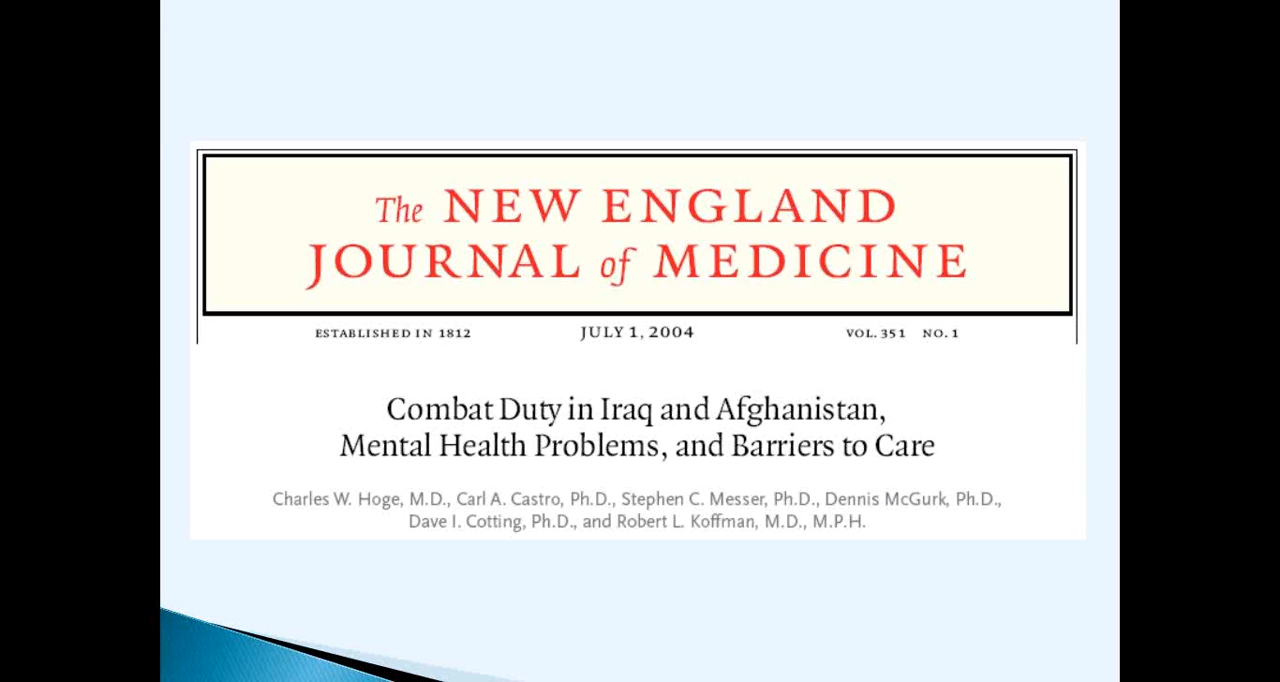 The NEW ENGLAND
JOURNAL of MEDICINE
ESTABLISHED IN 1812 JULY 1, 2004 VOL. 351 NO. 1
Combat Duty in Iraq and Afghanistan,
Mental Health Problems, and Barriers to Care
Charles W. Hoge, M.D., Carl A. Castro, Ph.D., Stephen C. Messer, Ph.D., Dennis McGurk, Ph.D.,
Dave I. Cotting, Ph.D., and Robert L. Koffman, M.D., M.P.H.